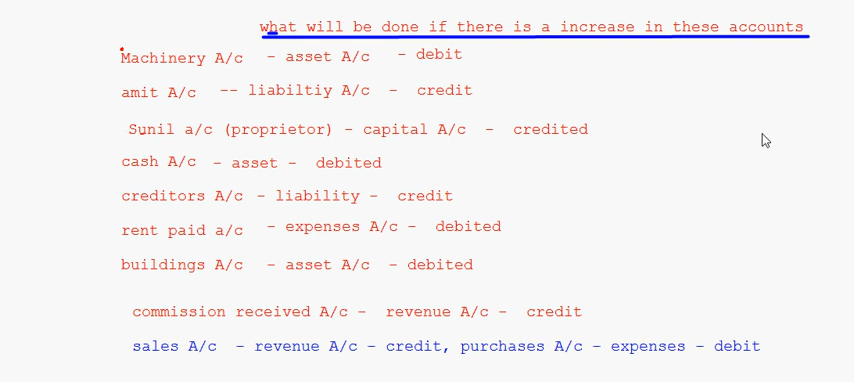 what will be done if there is a increase in these accounts
Machinery A/c - asset A/c - debit
amit A/c -- liabiltiy A/c - credit
Sunil a/c (proprietor) - capital A/c - credited
cash A/c - asset - debited
creditors A/c - liability - credit
rent paid a/c - expenses A/c - debited
buildings A/c - asset A/c - debited
commission received A/c - revenue A/c - credit
sales A/c - revenue A/c - credit, purchases A/c - expenses - debit